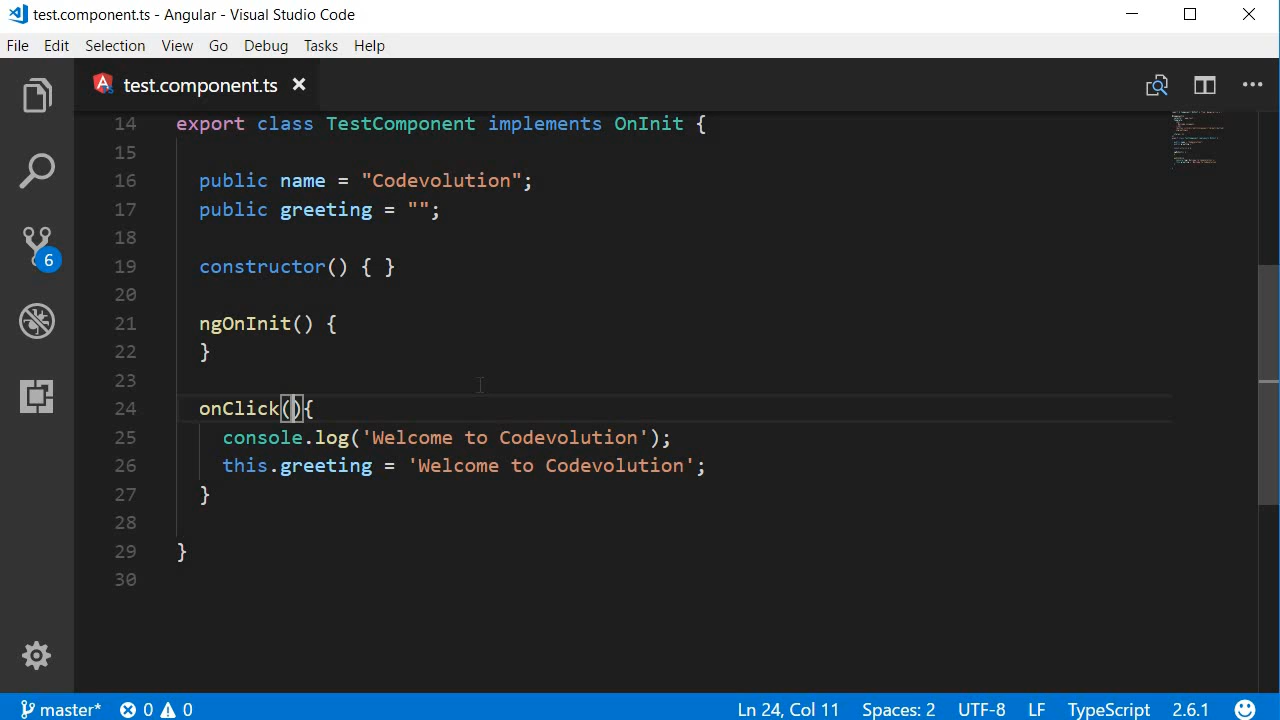 test.component.ts - Angular - Visual Studio Code
File Edit Selection View Go Debug Tasks Help
test.component.ts
14 export class TestComponent implements OnInit {
15
16 public name = "Codevolution";
17 public greeting = "";
18
19 constructor() { }
20
21 ngOnInit() {
22 }
23
24 onClick(){
25 console.log('Welcome to Codevolution');
26 this.greeting = 'Welcome to Codevolution';
27 }
28
29 }
30
6
master* 0 0 Ln 24, Col 11 Spaces: 2 UTF-8 LF TypeScript 2.6.1